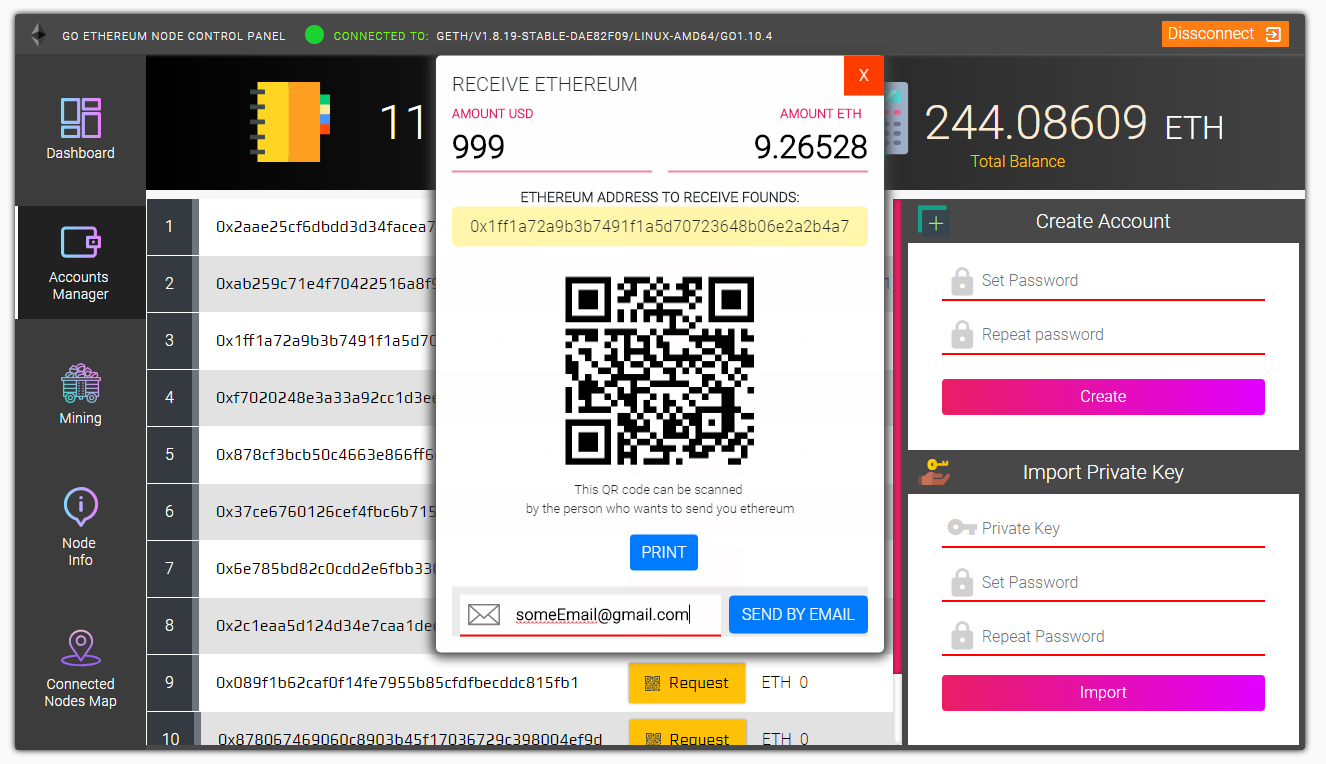 GO ETHEREUM NODE CONTROL PANEL
CONNECTED TO: GETH/V1.8.19-STABLE-DAE82F09/LINUX-AMD64/GO1.10.4
Dissconnect
Dashboard
Accounts
Manager
Mining
Node
Info
Connected
Nodes Map
11
244.08609 ETH
Total Balance
RECEIVE ETHEREUM
X
AMOUNT USD
AMOUNT ETH
999
9.26528
ETHEREUM ADDRESS TO RECEIVE FOUNDS:
0x1ff1a72a9b3b7491f1a5d70723648b06e2a2b4a7
This QR code can be scanned
by the person who wants to send you ethereum
PRINT
someEmail@gmail.com
SEND BY EMAIL
1 0x2aae25cf6dbdd3d34facea7
2 0xab259c71e4f70422516a8f9
3 0x1ff1a72a9b3b7491f1a5d70
4 0xf7020248e3a33a92cc1d3ee
5 0x878cf3bcb50c4663e866ff6
6 0x37ce6760126cef4fbc6b715
7 0x6e785bd82c0cdd2e6fbb330
8 0x2c1eaa5d124d34e7caa1dec
9 0x089f1b62caf0f14fe7955b85cfdfbecddc815fb1 Request ETH 0
10 0x878067469060c8903b45f17036729c398004ef9d Request ETH 0
Create Account
Set Password
Repeat password
Create
Import Private Key
Private Key
Set Password
Repeat Password
Import